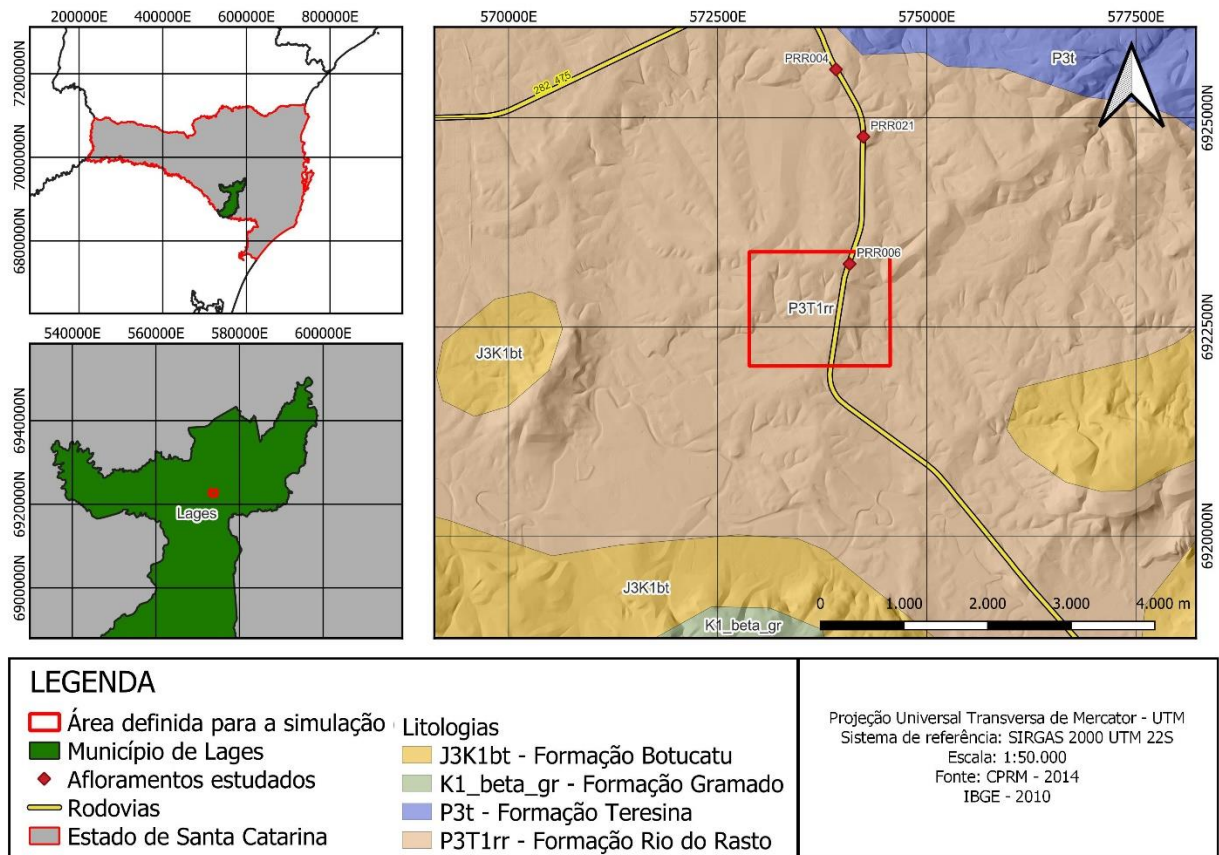 200000E 400000E 600000E 800000E
7200000N
7000000N
6800000N
540000E 560000E 580000E 600000E
6940000N
6920000N
6900000N
Lages
570000E 572500E 575000E 577500E
6925000N
6922500N
6920000N
282_475
PRR004
P3t
PRR021
PRR006
P3T1rr
J3K1bt
J3K1bt
K1_beta_gr
0 1.000 2.000 3.000 4.000 m
LEGENDA
Área definida para a simulação
Município de Lages
Afloramentos estudados
Rodovias
Estado de Santa Catarina
Litologias
J3K1bt - Formação Botucatu
K1_beta_gr - Formação Gramado
P3t - Formação Teresina
P3T1rr - Formação Rio do Rasto
Projeção Universal Transversa de Mercator - UTM
Sistema de referência: SIRGAS 2000 UTM 22S
Escala: 1:50.000
Fonte: CPRM - 2014
IBGE - 2010